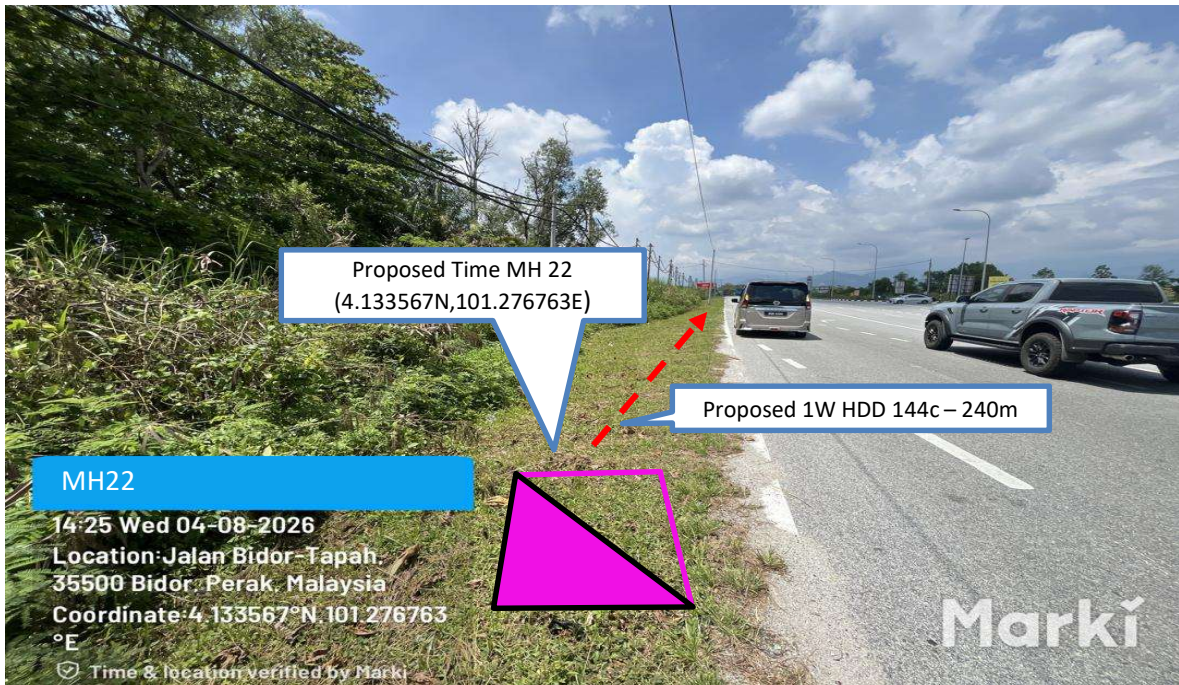 Proposed Time MH 22
(4.133567N,101.276763E)
Proposed 1W HDD 144c – 240m
MH22
14:25 Wed 04-08-2026
Location:Jalan Bidor-Tapah,
35500 Bidor, Perak, Malaysia
Coordinate:4.133567°N,101.276763
°E
Time & location verified by Marki
Marki